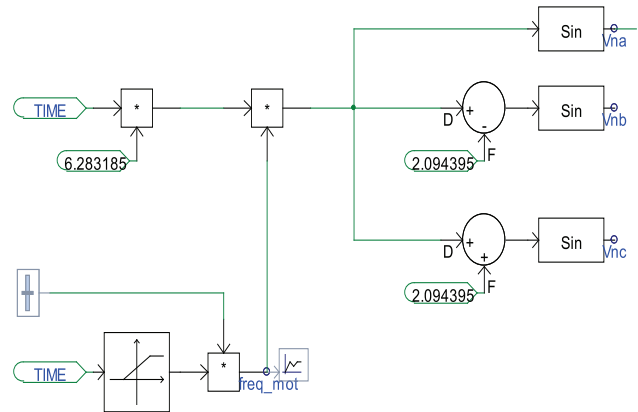 Sin
Vna
TIME
*
*
D
+
-
F
Sin
Vnb
6.283185
2.094395
D
+
+
F
Sin
Vnc
2.094395
TIME
*
freq_mot